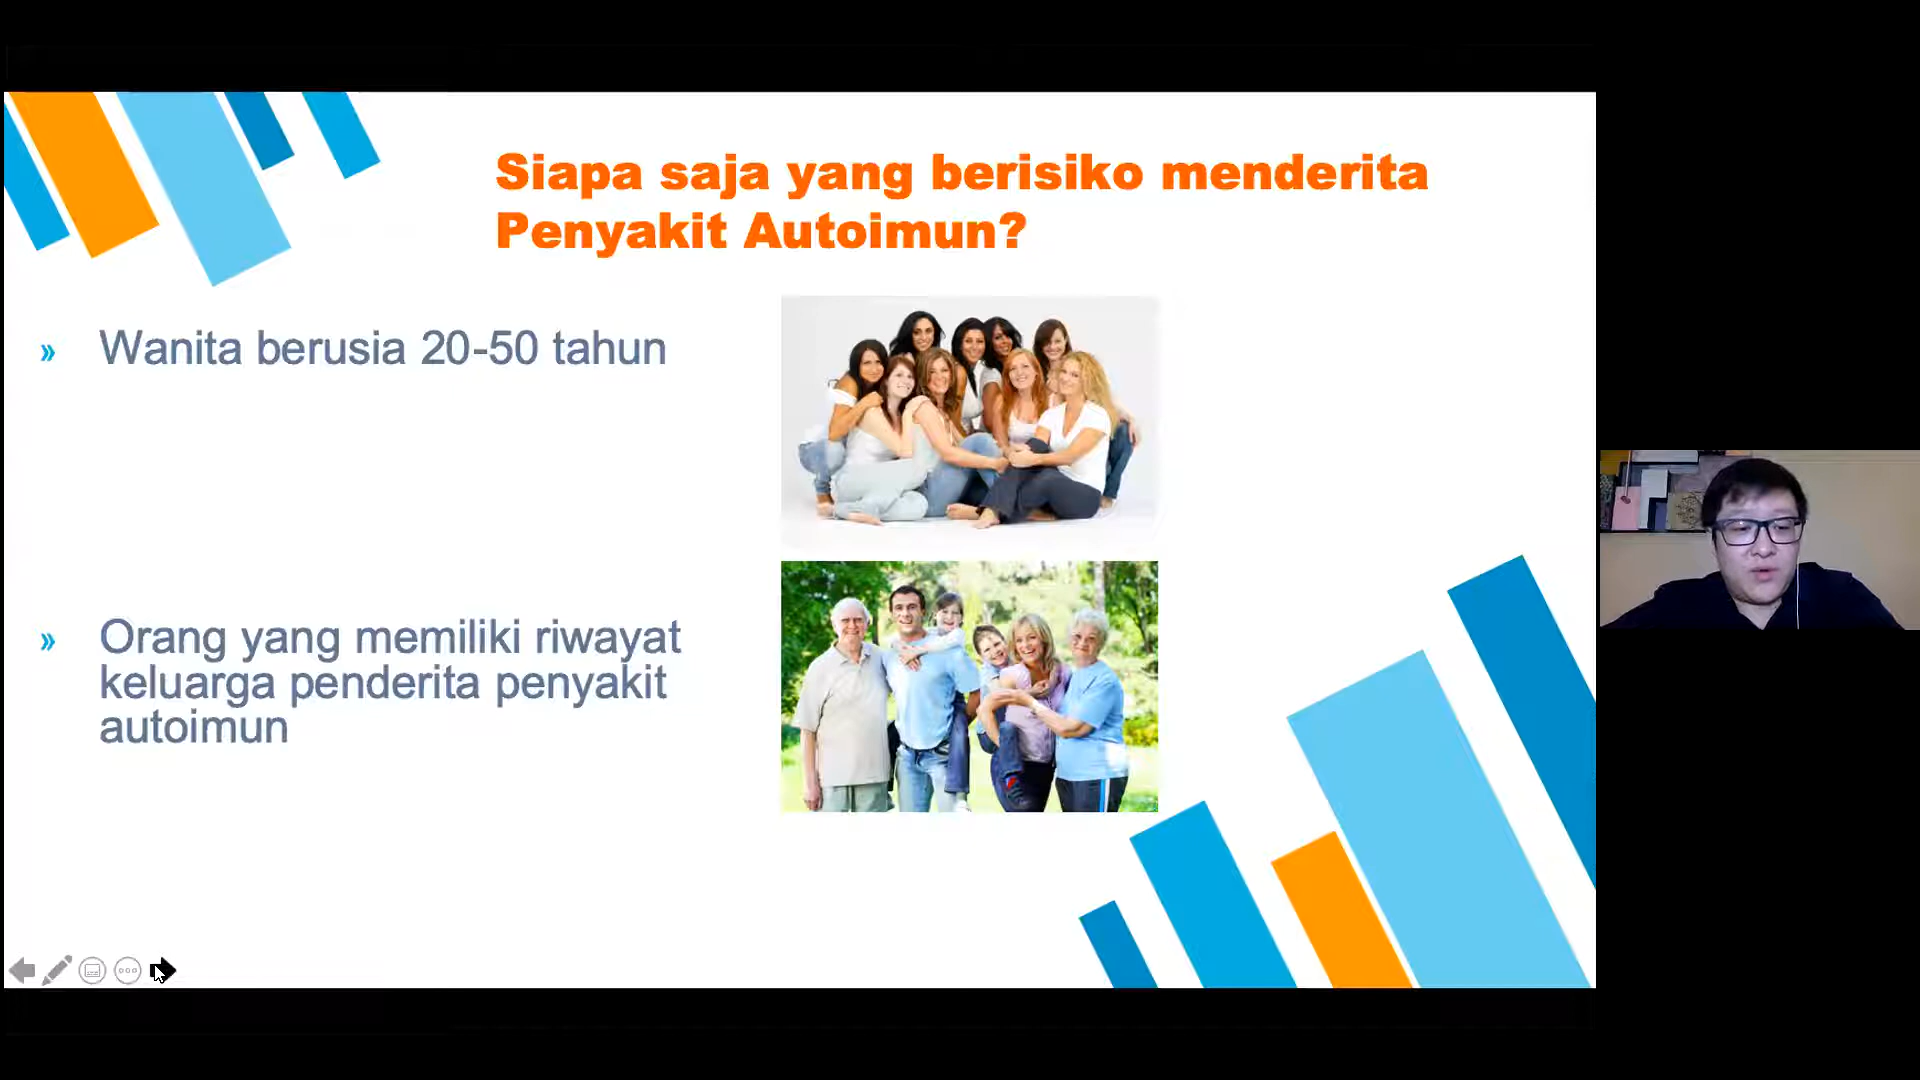 Siapa saja yang berisiko menderita
Penyakit Autoimun?
» Wanita berusia 20-50 tahun
» Orang yang memiliki riwayat
keluarga penderita penyakit
autoimun